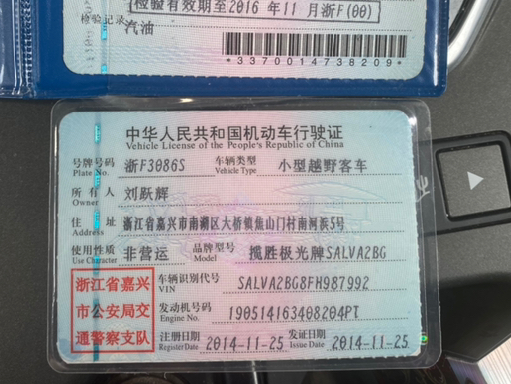 检验有效期至2016 年 11 月浙F(00)
检验记录
汽油
*3370014738209*
中华人民共和国机动车行驶证
Vehicle License of the People's Republic of China
号牌号码 浙F3086S 车辆类型 小型越野客车
Plate No. Vehicle Type
所有人 刘跃辉
Owner
住址 浙江省嘉兴市南湖区大桥镇焦山门村南河浜5号
Address
使用性质 非营运 品牌型号 揽胜极光牌SALVA2BG
Use Character Model
浙江省嘉兴
市公安局交
通警察支队
车辆识别代号 SALVA2BG8FH987992
VIN
发动机号码 190514163408204PT
Engine No.
注册日期 2014-11-25 发证日期 2014-11-25
Register Date Issue Date